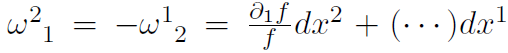 ω²₁ = −ω¹₂ = ∂₁f/f dx² + (⋯)dx¹